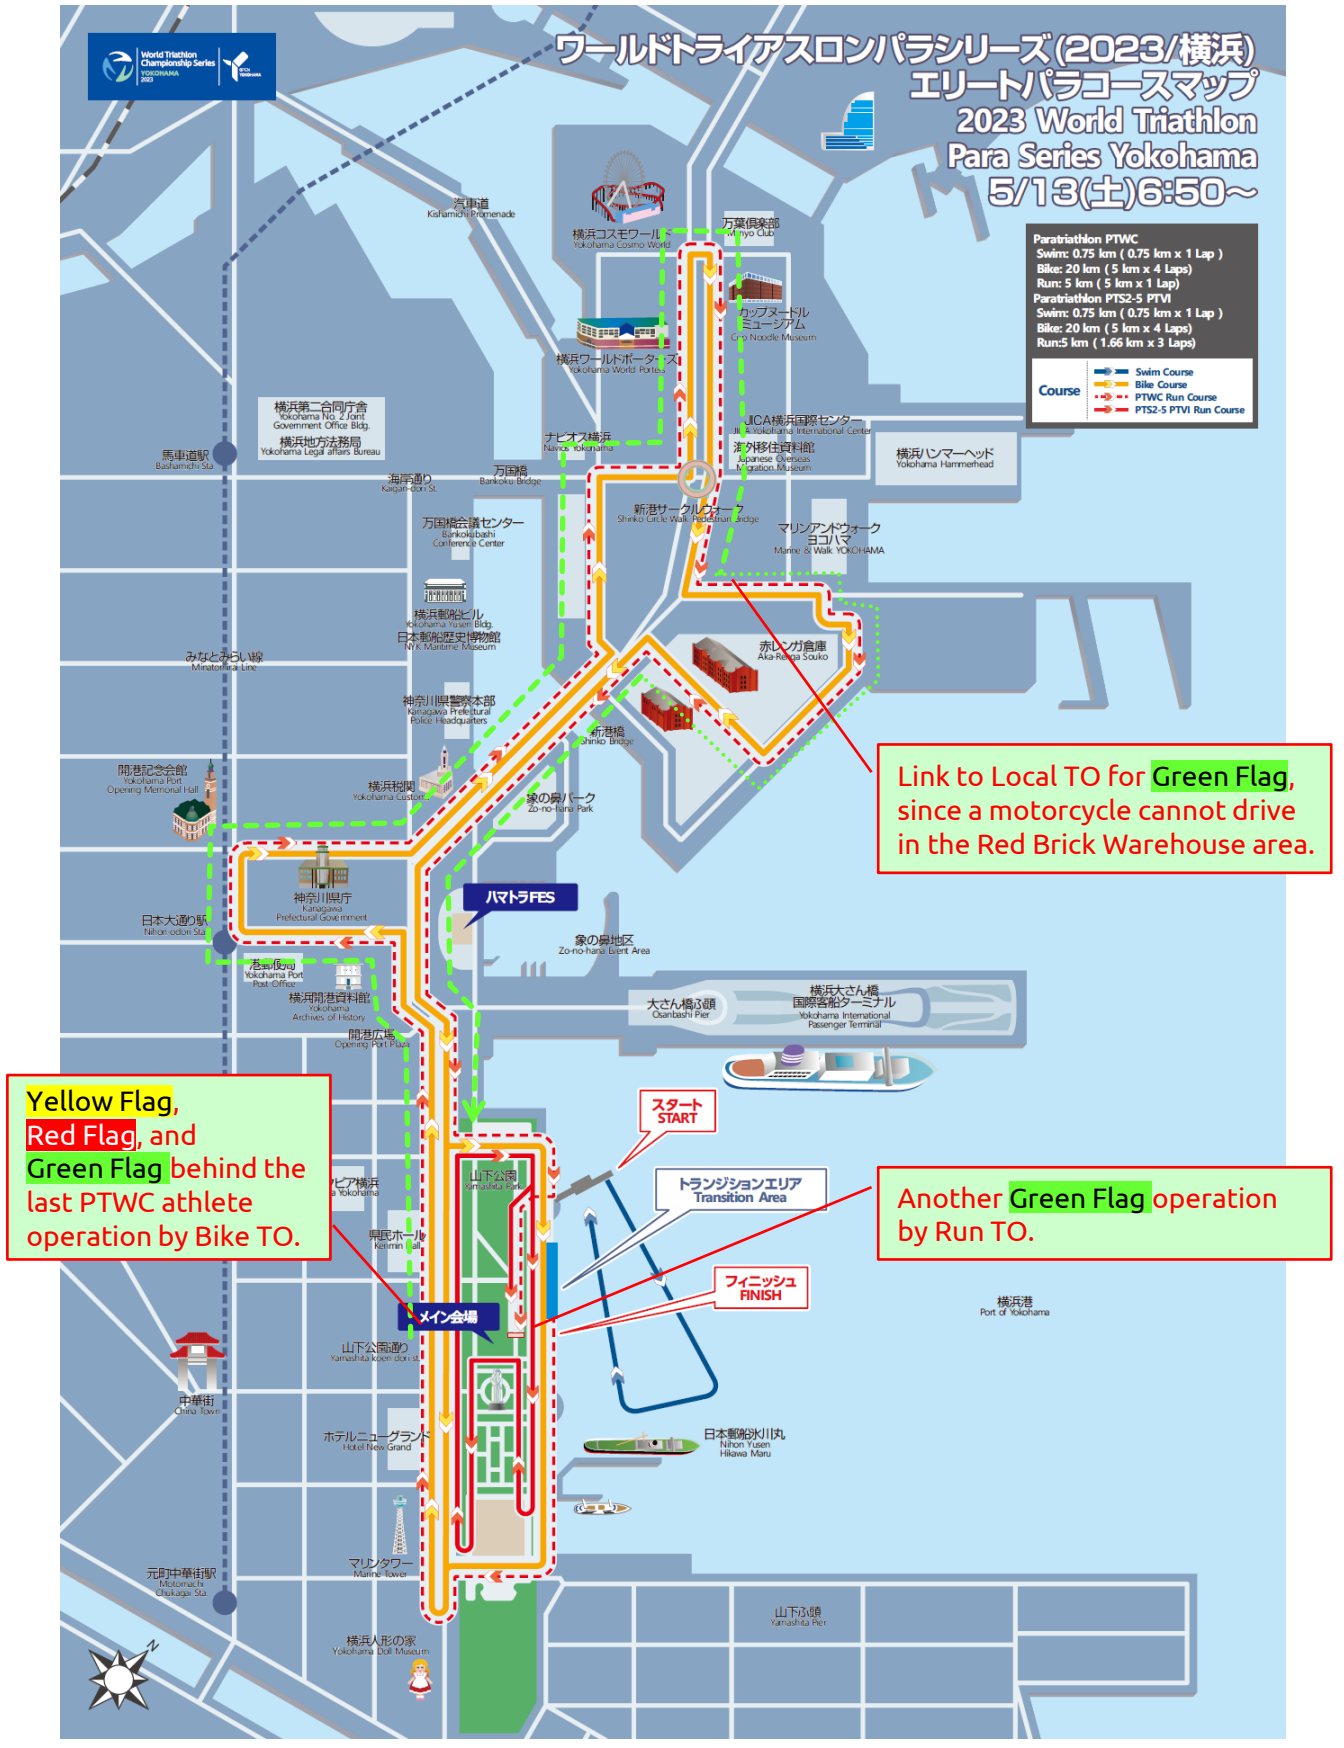 World Triathlon
Championship Series
YOKOHAMA
2023
ワールドトライアスロンパラシリーズ(2023/横浜)
エリートパラコースマップ
2023 World Triathlon
Para Series Yokohama
5/13(土)6:50～
Paratriathlon PTWC
Swim: 0.75 km ( 0.75 km x 1 Lap )
Bike: 20 km ( 5 km x 4 Laps)
Run: 5 km ( 5 km x 1 Lap)
Paratriathlon PTS2-5 PTVI
Swim: 0.75 km ( 0.75 km x 1 Lap )
Bike: 20 km ( 5 km x 4 Laps)
Run:5 km ( 1.66 km x 3 Laps)
Course
Swim Course
Bike Course
PTWC Run Course
PTS2-5 PTVI Run Course
汽車道
Kishamichi Promenade
横浜コスモワールド
Yokohama Cosmo World
万葉倶楽部
Manyo Club
カップヌードル
ミュージアム
Cup Noodle Museum
横浜ワールドポーターズ
Yokohama World Porters
横浜第二合同庁舎
Yokohama No. 2 Joint
Government Office Bldg.
横浜地方法務局
Yokohama Legal affairs Bureau
馬車道駅
Bashamichi Sta.
ナビオス横浜
Navios Yokohama
JICA横浜国際センター
JICA Yokohama International Center
海外移住資料館
Japanese Overseas
Migration Museum
横浜ハンマーヘッド
Yokohama Hammerhead
海岸通り
Kaigan-dori St.
万国橋
Bankoku Bridge
新港サークルウォーク
Shinko Circle Walk Pedestrian Bridge
万国橋会議センター
Bankokubashi
Conference Center
マリンアンドウォーク
ヨコハマ
Marine & Walk YOKOHAMA
横浜郵船ビル
Yokohama Yusen Bldg.
日本郵船歴史博物館
NYK Maritime Museum
みなとみらい線
Minatomirai Line
赤レンガ倉庫
Aka-Renga Souko
神奈川県警察本部
Kanagawa Prefectural
Police Headquarters
新港橋
Shinko Bridge
開港記念会館
Yokohama Port
Opening Memorial Hall
横浜税関
Yokohama Customs
象の鼻パーク
Zo-no-hana Park
Link to Local TO for Green Flag,
since a motorcycle cannot drive
in the Red Brick Warehouse area.
神奈川県庁
Kanagawa
Prefectural Government
ハマトラFES
日本大通り駅
Nihon odori Sta.
象の鼻地区
Zo-no-hana Event Area
港郵便局
Yokohama Port
Post Office
横浜開港資料館
Yokohama
Archives of History
大さん橋ふ頭
Osanbashi Pier
横浜大さん橋
国際客船ターミナル
Yokohama International
Passenger Terminal
開港広場
Opening Port Plaza
Yellow Flag,
Red Flag, and
Green Flag behind the
last PTWC athlete
operation by Bike TO.
スタート
START
山下公園
Yamashita Park
トランジションエリア
Transition Area
Another Green Flag operation
by Run TO.
ピア横浜
Yokohama
県民ホール
Kenmin Hall
フィニッシュ
FINISH
メイン会場
横浜港
Port of Yokohama
山下公園通り
Yamashita koen dori st.
中華街
China Town
ホテルニューグランド
Hotel New Grand
日本郵船氷川丸
Nihon Yusen
Hikawa Maru
マリンタワー
Marine Tower
元町中華街駅
Motomachi
Chukagai Sta.
山下ふ頭
Yamashita Pier
横浜人形の家
Yokohama Doll Museum
N